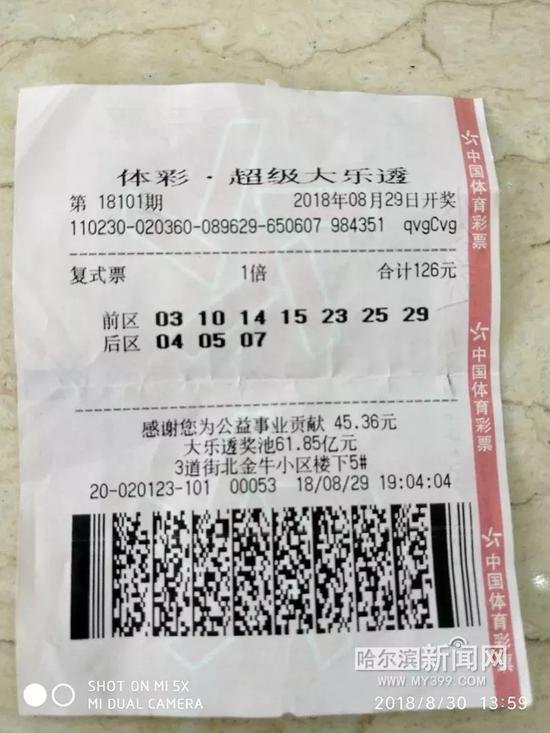 体彩·超级大乐透
第 18101期 2018年08月29日开奖
110230-020360-089629-650607 984351 qvgCvg
复式票 1倍 合计126元
前区 03 10 14 15 23 25 29
后区 04 05 07
感谢您为公益事业贡献 45.36元
大乐透奖池61.85亿元
3道街北金牛小区楼下5#
20-020123-101 00053 18/08/29 19:04:04
中国体育彩票
中国体育彩票
中国体育彩票
哈尔滨新闻网
WWW.MY399.COM
SHOT ON MI 5X
MI DUAL CAMERA
2018/8/30 13:59